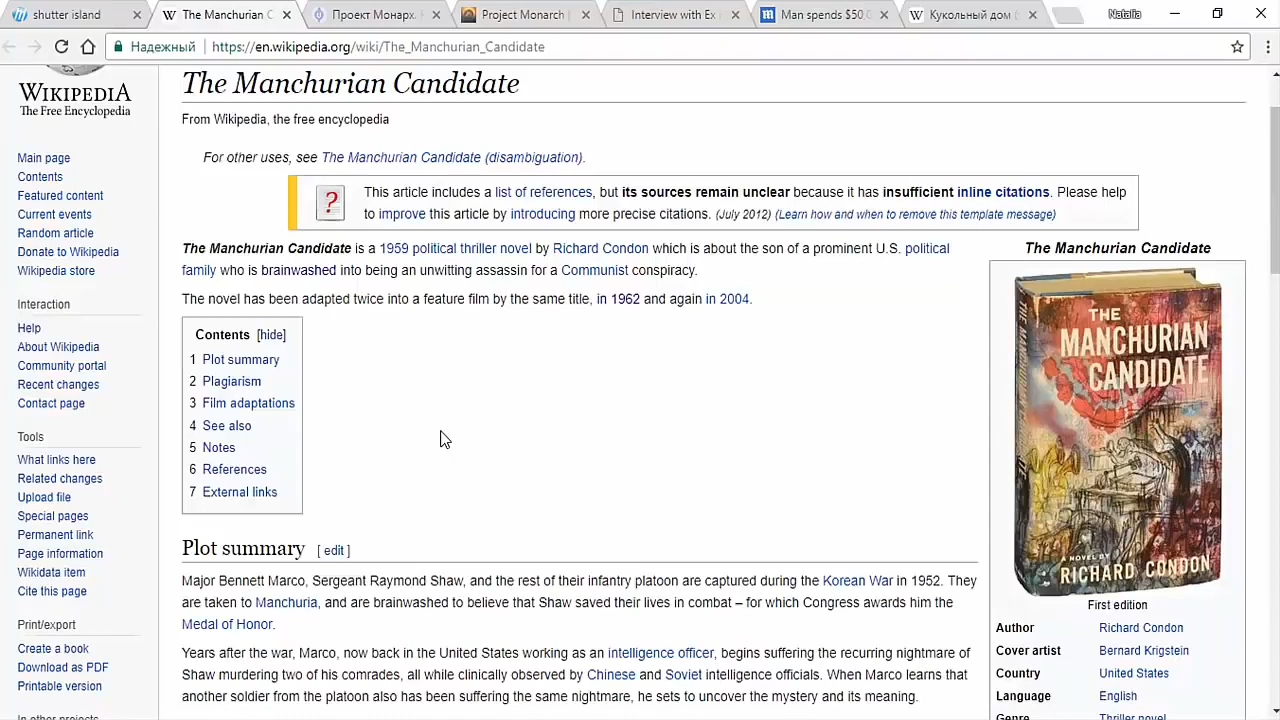 shutter island
The Manchurian C
Проект Монарх.
Project Monarch |
Interview with Ex
Man spends $50,0
Кукольный дом (
Natalia
Надежный
https://en.wikipedia.org/wiki/The_Manchurian_Candidate
WIKIPEDIA
The Free Encyclopedia
Main page
Contents
Featured content
Current events
Random article
Donate to Wikipedia
Wikipedia store
Interaction
Help
About Wikipedia
Community portal
Recent changes
Contact page
Tools
What links here
Related changes
Upload file
Special pages
Permanent link
Page information
Wikidata item
Cite this page
Print/export
Create a book
Download as PDF
Printable version
In other projects
The Manchurian Candidate
From Wikipedia, the free encyclopedia
For other uses, see The Manchurian Candidate (disambiguation).
?
This article includes a list of references, but its sources remain unclear because it has insufficient inline citations. Please help
to improve this article by introducing more precise citations. (July 2012) (Learn how and when to remove this template message)
The Manchurian Candidate is a 1959 political thriller novel by Richard Condon which is about the son of a prominent U.S. political
family who is brainwashed into being an unwitting assassin for a Communist conspiracy.
The novel has been adapted twice into a feature film by the same title, in 1962 and again in 2004.
Contents [hide]
1 Plot summary
2 Plagiarism
3 Film adaptations
4 See also
5 Notes
6 References
7 External links
Plot summary [ edit ]
Major Bennett Marco, Sergeant Raymond Shaw, and the rest of their infantry platoon are captured during the Korean War in 1952. They
are taken to Manchuria, and are brainwashed to believe that Shaw saved their lives in combat – for which Congress awards him the
Medal of Honor.
Years after the war, Marco, now back in the United States working as an intelligence officer, begins suffering the recurring nightmare of
Shaw murdering two of his comrades, all while clinically observed by Chinese and Soviet intelligence officials. When Marco learns that
another soldier from the platoon also has been suffering the same nightmare, he sets to uncover the mystery and its meaning.
The Manchurian Candidate
THE
MANCHURIAN
CANDIDATE
A NOVEL BY
RICHARD CONDON
First edition
Author Richard Condon
Cover artist Bernard Krigstein
Country United States
Language English
Genre Thriller novel